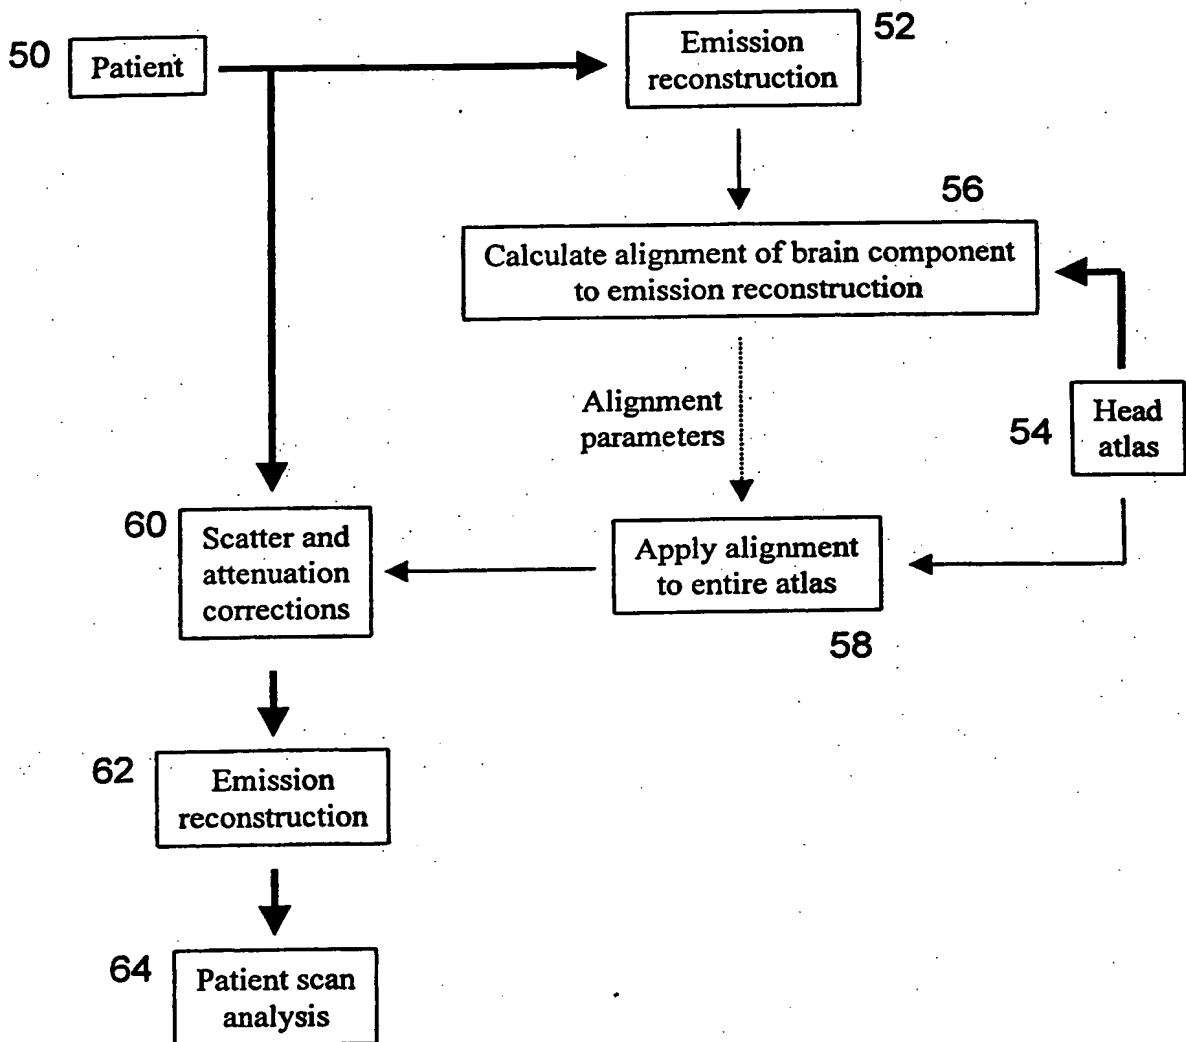 50
Patient
Emission
reconstruction
52
56
Calculate alignment of brain component
to emission reconstruction
Alignment
parameters
54
Head
atlas
60
Scatter and
attenuation
corrections
Apply alignment
to entire atlas
58
62
Emission
reconstruction
64
Patient scan
analysis